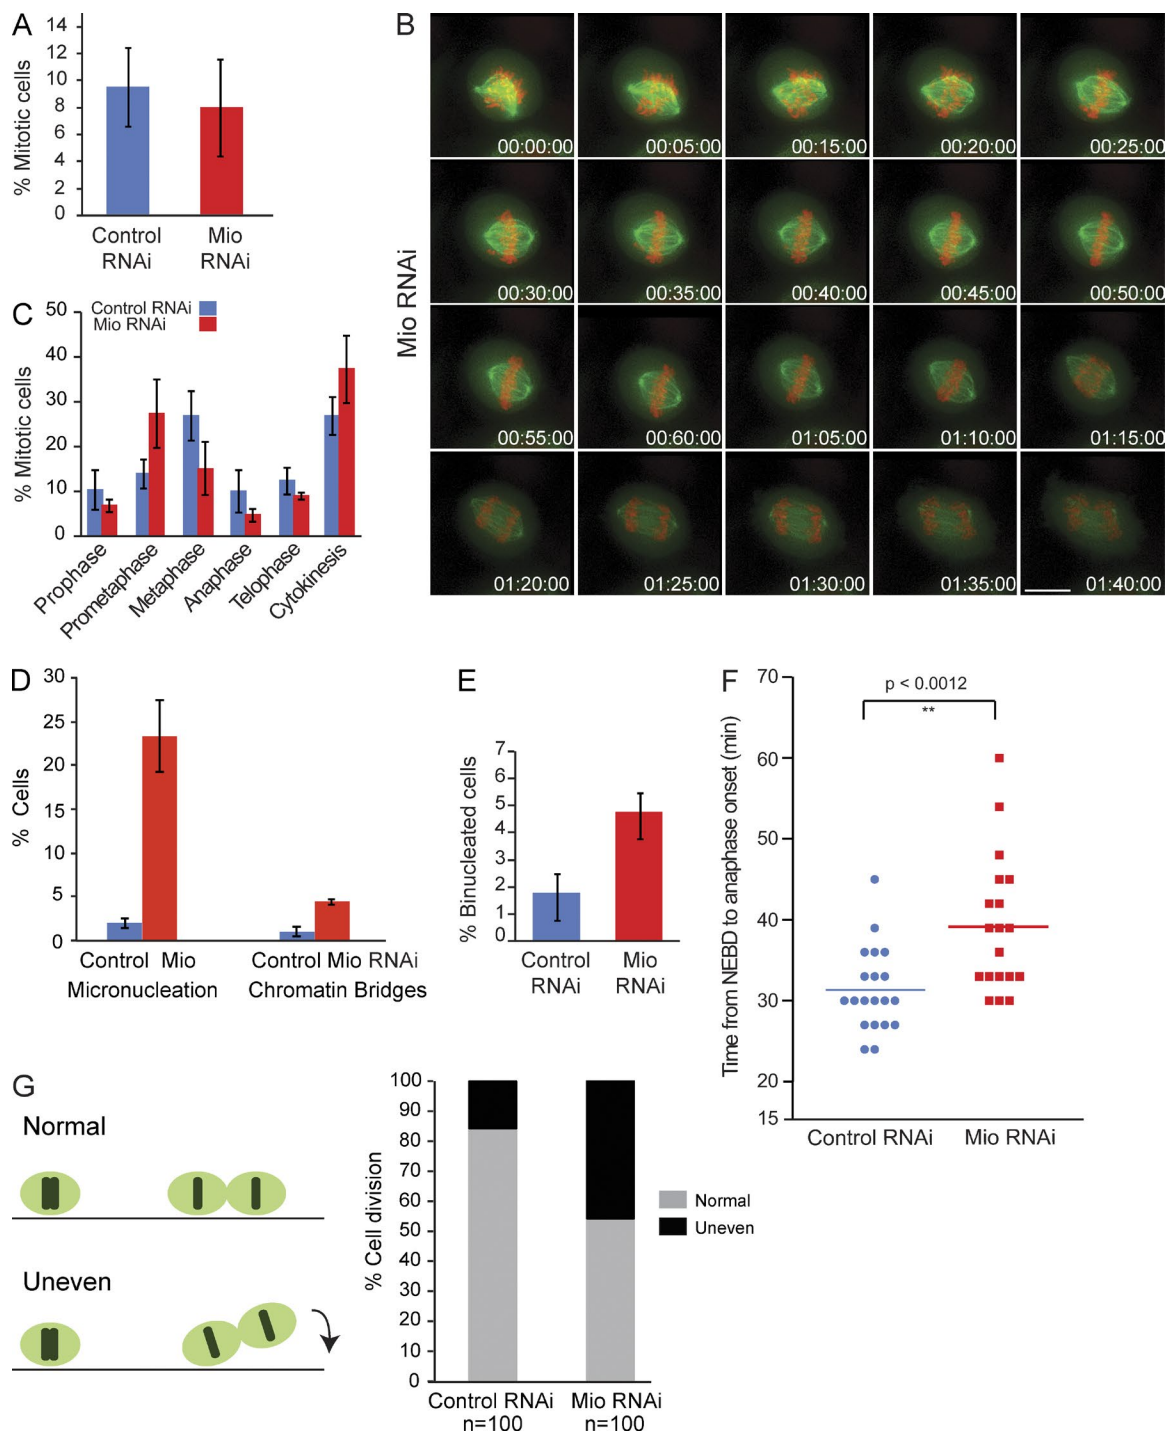 A
14
12
10
8
6
4
2
0
% Mitotic cells
Control
RNAi
Mio
RNAi
B
Mio RNAi
00:00:00
00:05:00
00:15:00
00:20:00
00:25:00
00:30:00
00:35:00
00:40:00
00:45:00
00:50:00
00:55:00
00:60:00
01:05:00
01:10:00
01:15:00
01:20:00
01:25:00
01:30:00
01:35:00
01:40:00
C
Control RNAi
Mio RNAi
50
40
30
20
10
0
% Mitotic cells
Prophase
Prometaphase
Metaphase
Anaphase
Telophase
Cytokinesis
D
30
25
20
15
10
5
0
% Cells
Control Mio
Micronucleation
Control Mio RNAi
Chromatin Bridges
E
7
6
5
4
3
2
1
0
% Binucleated cells
Control
RNAi
Mio
RNAi
F
70
60
50
40
30
20
15
Time from NEBD to anaphase onset (min)
p < 0.0012
**
Control RNAi
Mio RNAi
G
Normal
Uneven
100
90
80
70
60
50
40
30
20
10
0
% Cell division
Normal
Uneven
Control RNAi
n=100
Mio RNAi
n=100